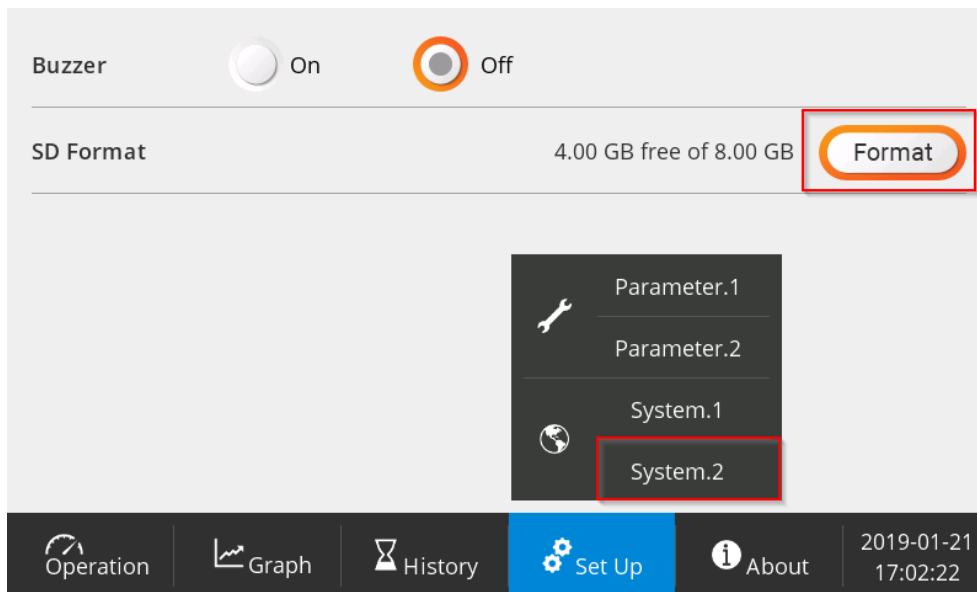 Buzzer On Off
SD Format 4.00 GB free of 8.00 GB Format
Parameter.1
Parameter.2
System.1
System.2
Operation Graph History Set Up About 2019-01-21
17:02:22